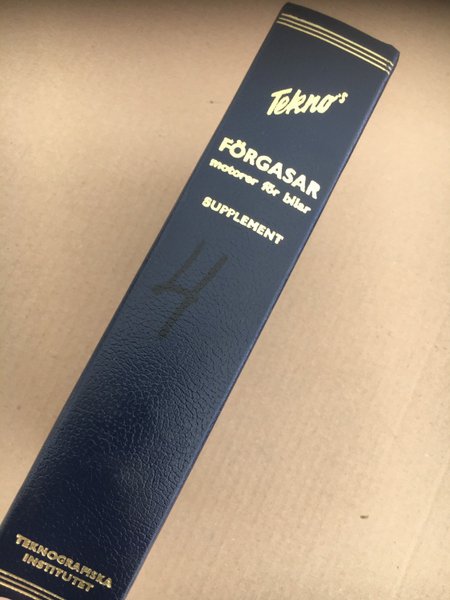 Tekno's
FÖRGASAR
motorer för bilar
SUPPLEMENT
4
TEKNOGRAFISKA
INSTITUTET